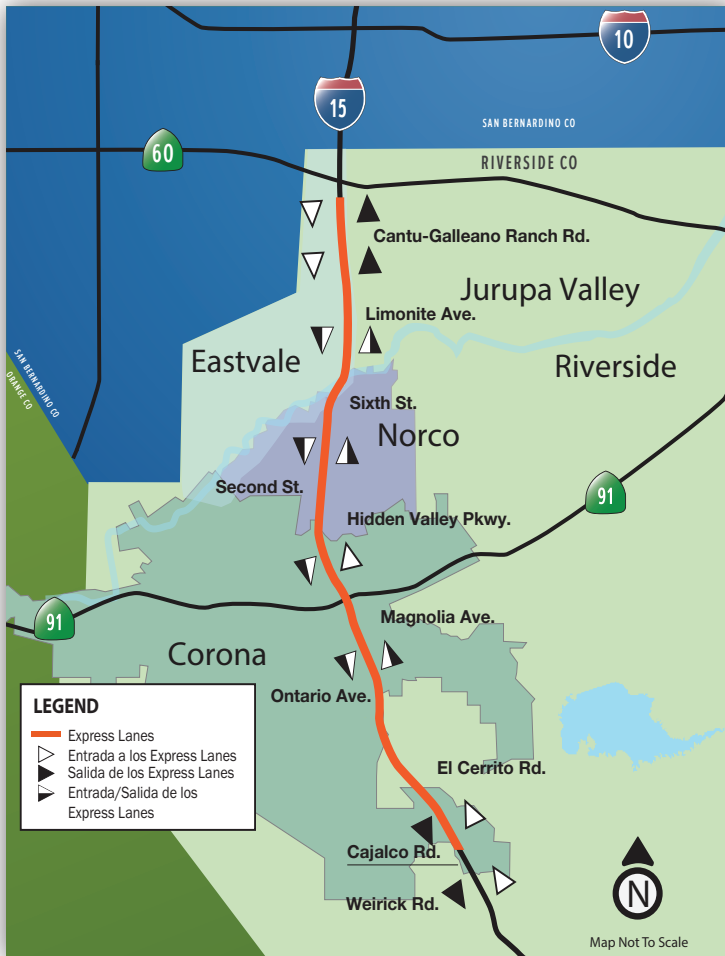 10
15
SAN BERNARDINO CO
60
RIVERSIDE CO
Cantu-Galleano Ranch Rd.
Jurupa Valley
Limonite Ave.
Eastvale
Riverside
SAN BERNARDINO CO
ORANGE CO
Sixth St.
Norco
Second St.
91
Hidden Valley Pkwy.
91
Magnolia Ave.
Corona
Ontario Ave.
LEGEND
Express Lanes
Entrada a los Express Lanes
Salida de los Express Lanes
Entrada/Salida de los
Express Lanes
El Cerrito Rd.
Cajalco Rd.
Weirick Rd.
N
Map Not To Scale